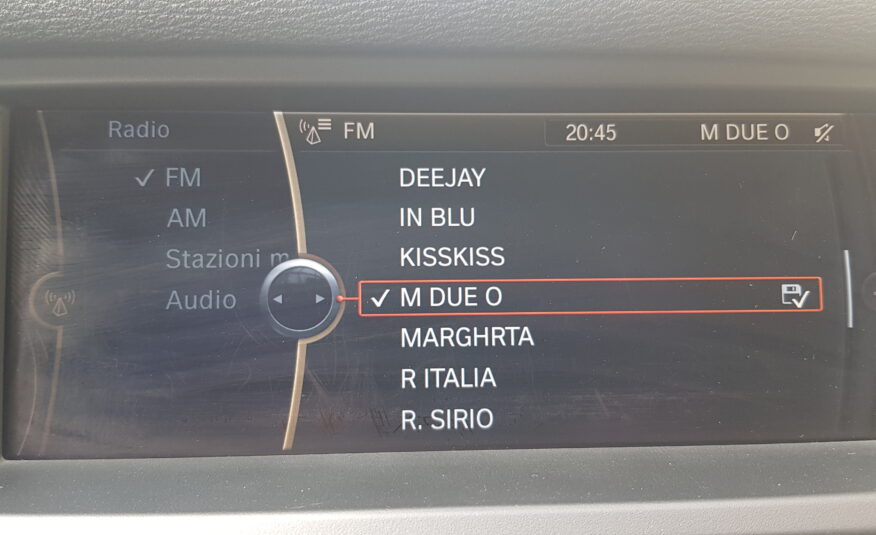 Radio
FM
AM
Stazioni m
Audio
FM 20:45 M DUE O
DEEJAY
IN BLU
KISSKISS
M DUE O
MARGHRTA
R ITALIA
R. SIRIO